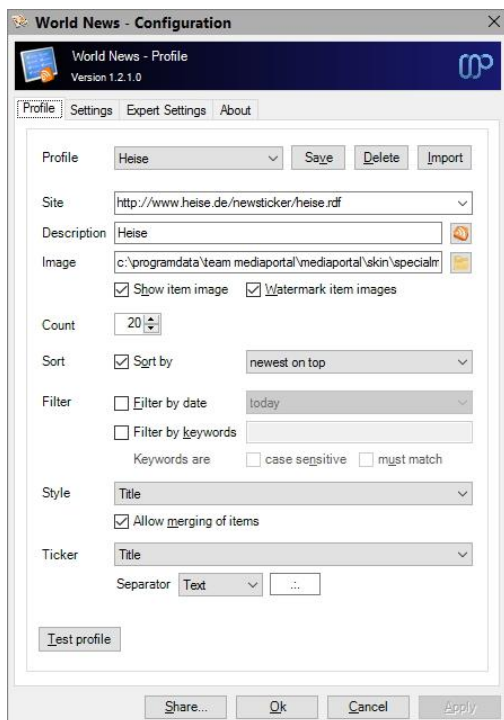 World News - Configuration
World News - Profile
Version 1.2.1.0
Profile Settings Expert Settings About
Profile Heise Save Delete Import
Site http://www.heise.de/newsticker/heise.rdf
Description Heise
Image c:\programdata\team mediaportal\mediaportal\skin\specialm
Show item image Watermark item images
Count 20
Sort Sort by newest on top
Filter Filter by date today
Filter by keywords
Keywords are case sensitive must match
Style Title
Allow merging of items
Ticker Title
Separator Text .:.
Test profile
Share... Ok Cancel Apply